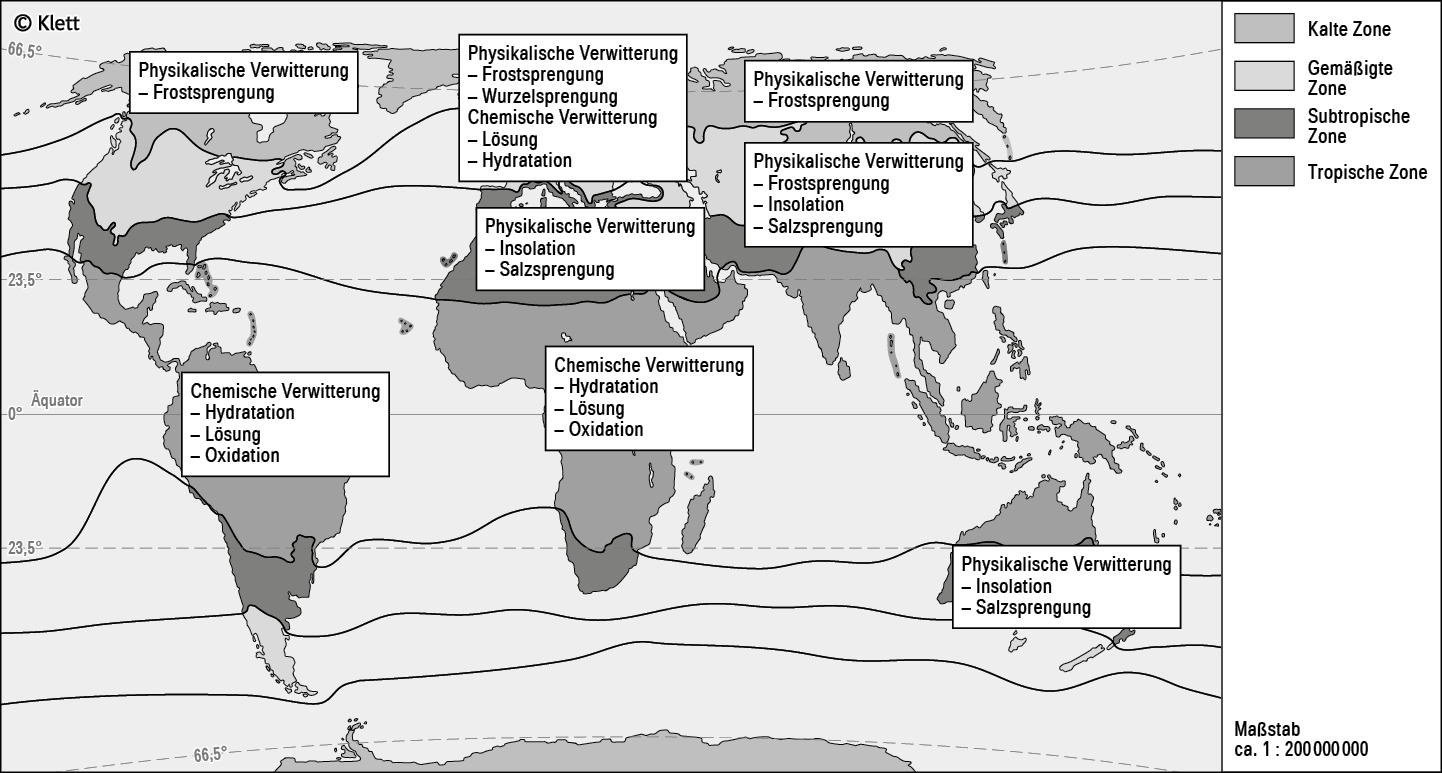 © Klett
66,5°
Physikalische Verwitterung
– Frostsprengung
Physikalische Verwitterung
– Frostsprengung
– Wurzelsprengung
Chemische Verwitterung
– Lösung
– Hydratation
Physikalische Verwitterung
– Frostsprengung
Physikalische Verwitterung
– Frostsprengung
– Insolation
– Salzsprengung
Physikalische Verwitterung
– Insolation
– Salzsprengung
23,5°
Chemische Verwitterung
– Hydratation
– Lösung
– Oxidation
Chemische Verwitterung
– Hydratation
– Lösung
– Oxidation
Äquator
0°
23,5°
Physikalische Verwitterung
– Insolation
– Salzsprengung
66,5°
Kalte Zone
Gemäßigte
Zone
Subtropische
Zone
Tropische Zone
Maßstab
ca. 1 : 200 000 000